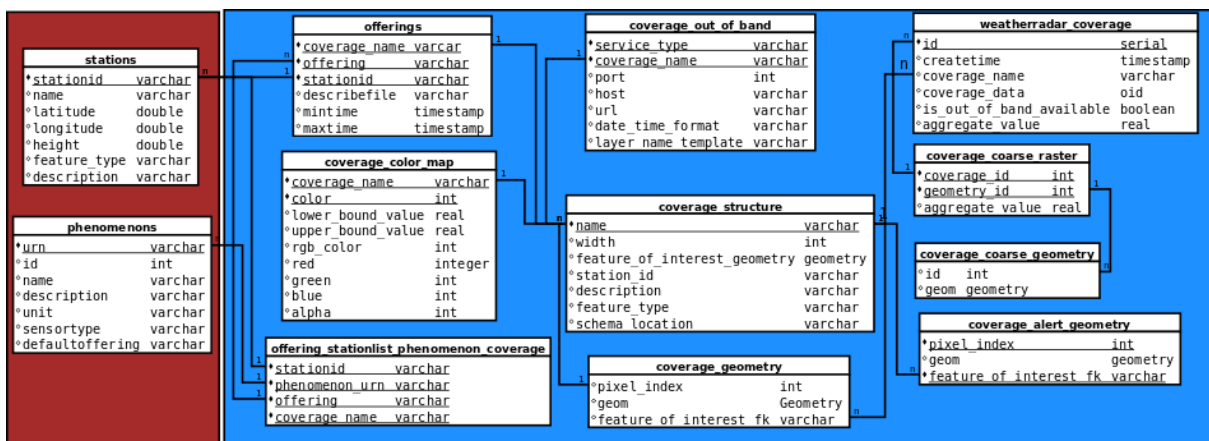 stations
stationid varchar
name varchar
latitude double
longitude double
height double
feature_type varchar
description varchar
phenomenons
urn varchar
id int
name varchar
description varchar
unit varchar
sensortype varchar
defaultoffering varchar
offerings
coverage_name varcar
offering varchar
stationid varchar
describefile varchar
mintime timestamp
maxtime timestamp
coverage_color_map
coverage_name varchar
color int
lower_bound_value real
upper_bound_value real
rgb_color int
red integer
green int
blue int
alpha int
offering_stationlist_phenomenon_coverage
stationid varchar
phenomenon_urn varchar
offering varchar
coverage_name varchar
coverage_out_of_band
service_type varchar
coverage_name varchar
port int
host varchar
url varchar
date_time_format varchar
layer_name_template varchar
coverage_structure
name varchar
width int
feature_of_interest_geometry geometry
station_id varchar
description varchar
feature_type varchar
schema_location varchar
coverage_geometry
pixel_index int
geom Geometry
feature_of_interest_fk varchar
weatherradar_coverage
id serial
createtime timestamp
coverage_name varchar
coverage_data oid
is_out_of_band_available boolean
aggregate_value real
coverage_coarse_raster
coverage_id int
geometry_id int
aggregate_value real
coverage_coarse_geometry
id int
geom geometry
coverage_alert_geometry
pixel_index int
geom geometry
feature_of_interest_fk varchar